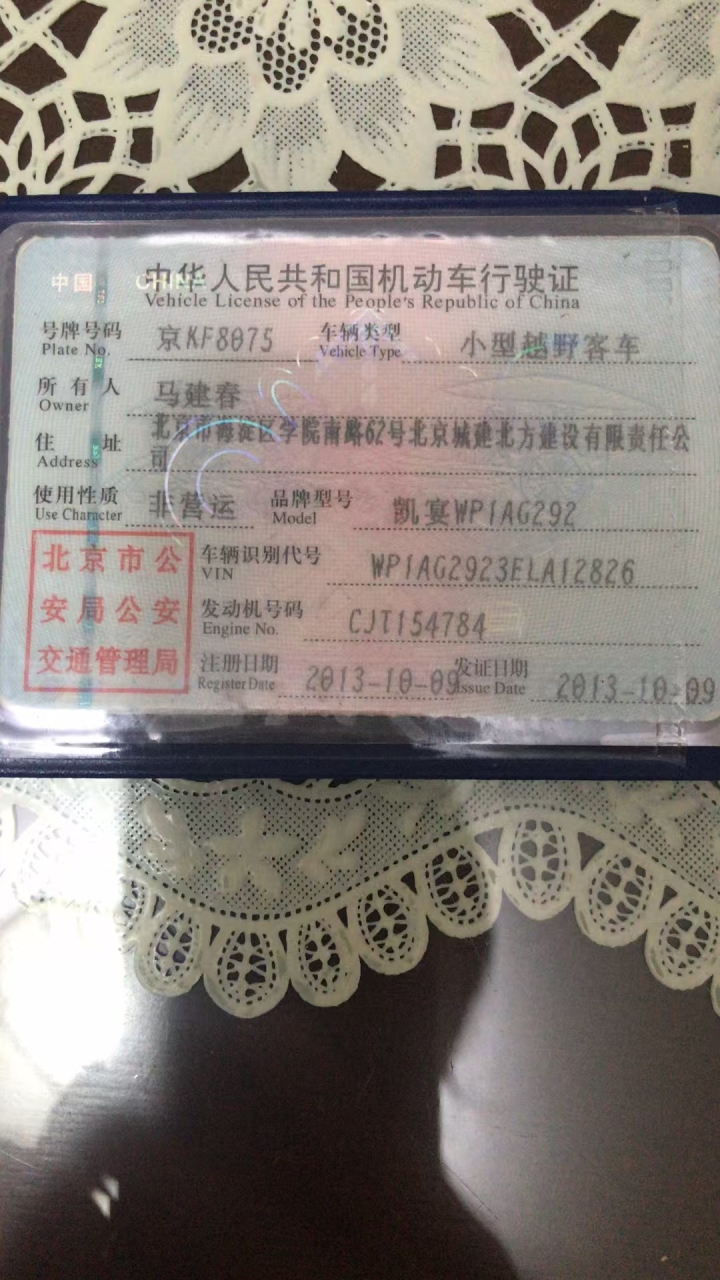 中国 CHINA
中华人民共和国机动车行驶证
Vehicle License of the People's Republic of China
号牌号码 京KF8075 车辆类型 小型越野客车
Plate No. Vehicle Type
所有人 马建春
Owner
住址 北京市海淀区学院南路62号北京城建北方建设有限责任公
Address 司
使用性质 非营运 品牌型号 凯宴WP1AG292
Use Character Model
北京市公 车辆识别代号 WP1AG2923ELA12826
VIN
安局公安 发动机号码 CJT154784
Engine No.
交通管理局 注册日期 2013-10-09 发证日期 2013-10-09
Register Date Issue Date